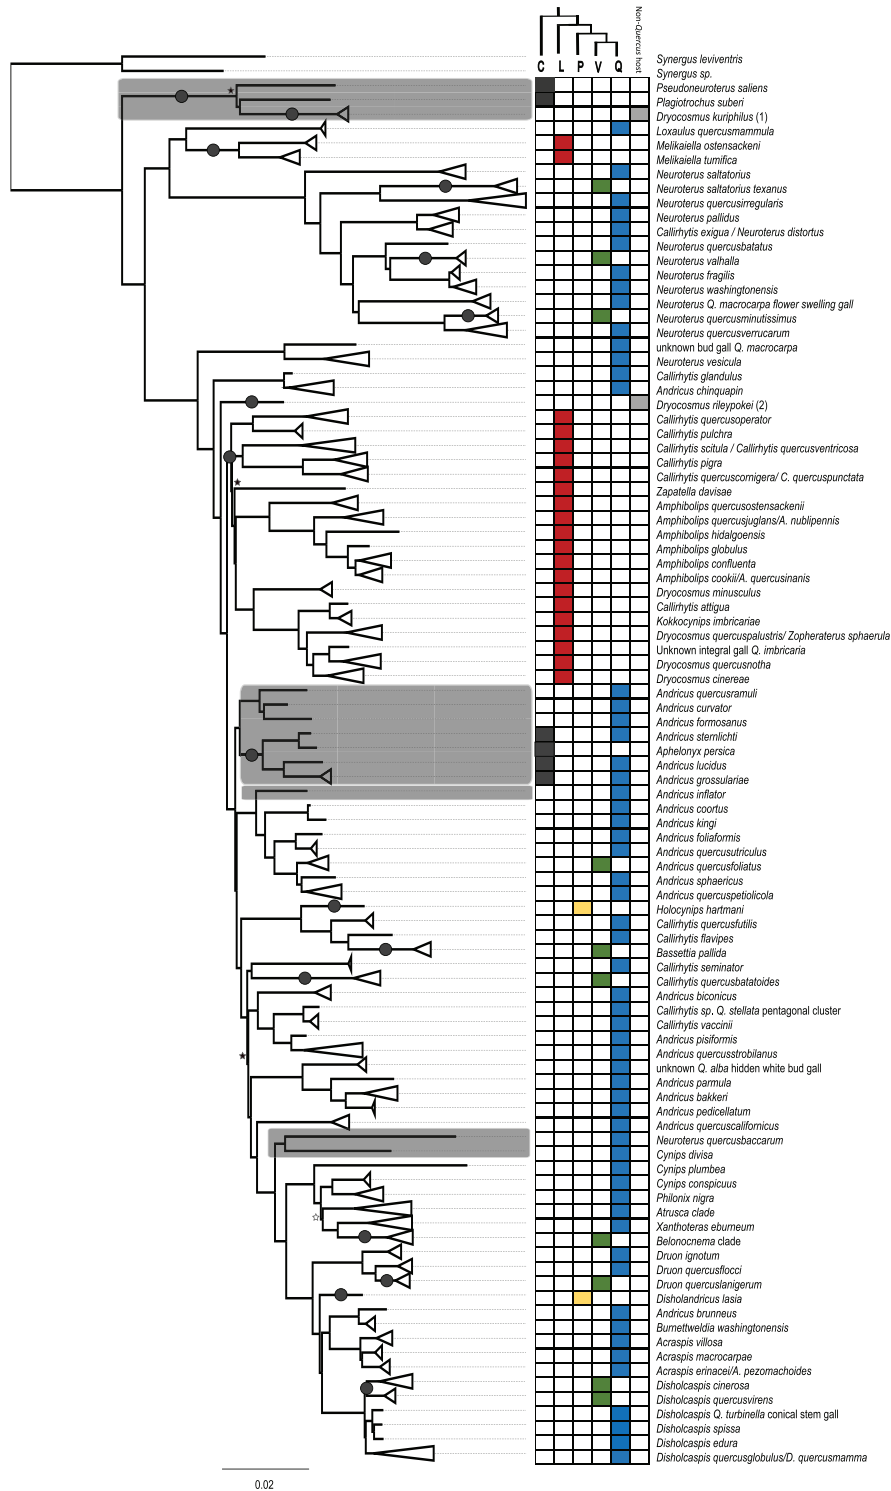 Non-Quercus host
C L P V Q
Synergus leviventris
Synergus sp.
Pseudoneuroterus saliens
Plagiotrochus suberi
Dryocosmus kuriphilus (1)
Loxaulus quercusmammula
Melikaiella ostensackeni
Melikaiella tumifica
Neuroterus saltatorius
Neuroterus saltatorius texanus
Neuroterus quercusirregularis
Neuroterus pallidus
Callirhytis exigua / Neuroterus distortus
Neuroterus quercusbatatus
Neuroterus valhalla
Neuroterus fragilis
Neuroterus washingtonensis
Neuroterus Q. macrocarpa flower swelling gall
Neuroterus quercusminutissimus
Neuroterus quercusverrucarum
unknown bud gall Q. macrocarpa
Neuroterus vesicula
Callirhytis glandulus
Andricus chinquapin
Dryocosmus rileypokei (2)
Callirhytis quercusoperator
Callirhytis pulchra
Callirhytis scitula / Callirhytis quercusventricosa
Callirhytis pigra
Callirhytis quercuscornigera/ C. quercuspunctata
Zapatella davisae
Amphibolips quercusostensackenii
Amphibolips quercusjuglans/A. nublipennis
Amphibolips hidalgoensis
Amphibolips globulus
Amphibolips confluenta
Amphibolips cookii/A. quercusinanis
Dryocosmus minusculus
Callirhytis attigua
Kokkocynips imbricariae
Dryocosmus quercuspalustris/ Zopheraterus sphaerula
Unknown integral gall Q. imbricaria
Dryocosmus quercusnotha
Dryocosmus cinereae
Andricus quercusramuli
Andricus curvator
Andricus formosanus
Andricus sternlichti
Aphelonyx persica
Andricus lucidus
Andricus grossulariae
Andricus inflator
Andricus coortus
Andricus kingi
Andricus foliaformis
Andricus quercusutriculus
Andricus quercusfoliatus
Andricus sphaericus
Andricus quercuspetiolicola
Holocynips hartmani
Callirhytis quercusfutilis
Callirhytis flavipes
Bassettia pallida
Callirhytis seminator
Callirhytis quercusbatatoides
Andricus biconicus
Callirhytis sp. Q. stellata pentagonal cluster
Callirhytis vaccinii
Andricus pisiformis
Andricus quercusstrobilanus
unknown Q. alba hidden white bud gall
Andricus parmula
Andricus bakkeri
Andricus pedicellatum
Andricus quercuscalifornicus
Neuroterus quercusbaccarum
Cynips divisa
Cynips plumbea
Cynips conspicuus
Philonix nigra
Atrusca clade
Xanthoteras eburneum
Belonocnema clade
Druon ignotum
Druon quercusflocci
Druon quercuslanigerum
Disholandricus lasia
Andricus brunneus
Burnettweldia washingtonensis
Acraspis villosa
Acraspis macrocarpae
Acraspis erinacei/A. pezomachoides
Disholcaspis cinerosa
Disholcaspis quercusvirens
Disholcaspis Q. turbinella conical stem gall
Disholcaspis spissa
Disholcaspis edura
Disholcaspis quercusglobulus/D. quercusmamma
0.02